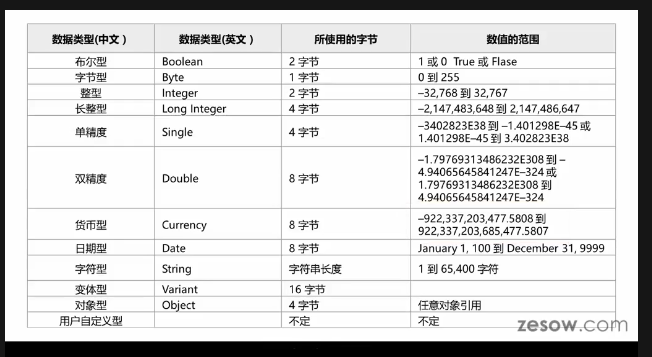 数据类型(中文） 数据类型(英文） 所使用的字节 数值的范围
布尔型 Boolean 2 字节 1 或 0 True 或 Flase
字节型 Byte 1 字节 0 到 255
整型 Integer 2 字节 –32,768 到 32,767
长整型 Long Integer 4 字节 –2,147,483,648 到 2,147,486,647
单精度 Single 4 字节 –3402823E38 到 –1.401298E–45 或
1.401298E–45 到 3.402823E38
双精度 Double 8 字节 –1.79769313486232E308 到 –
4.94065645841247E–324 或
1.79769313486232E308 到
4.94065645841247E–324
货币型 Currency 8 字节 –922,337,203,477.5808 到
922,337,203,685,477.5807
日期型 Date 8 字节 January 1, 100 到 December 31, 9999
字符型 String 字符串长度 1 到 65,400 字符
变体型 Variant 16 字节
对象型 Object 4 字节 任意对象引用
用户自定义型 不定 不定
zesow.com